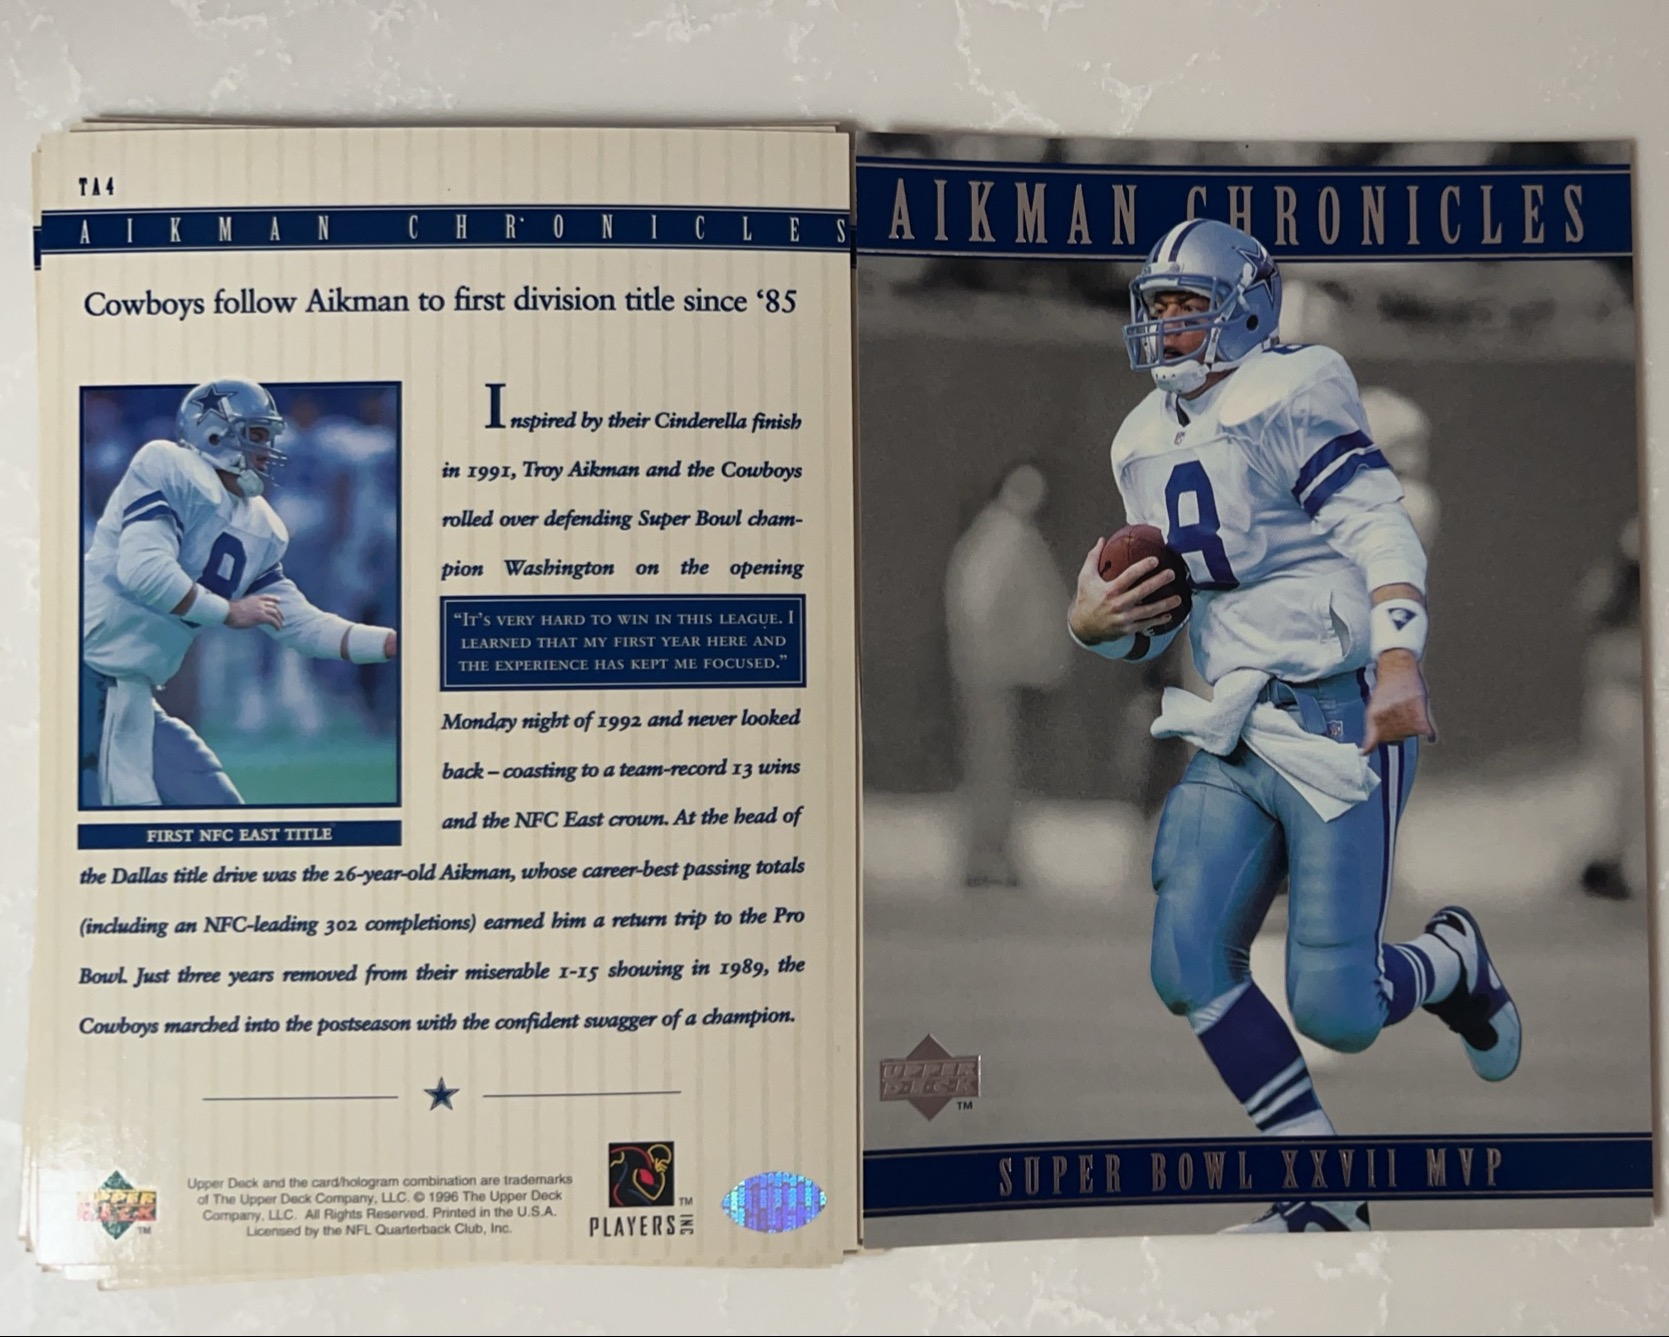 TA4
AIKMAN CHRONICLES
Cowboys follow Aikman to first division title since ‘85
Inspired by their Cinderella finish
in 1991, Troy Aikman and the Cowboys
rolled over defending Super Bowl cham-
pion Washington on the opening
“IT’S VERY HARD TO WIN IN THIS LEAGUE. I
LEARNED THAT MY FIRST YEAR HERE AND
THE EXPERIENCE HAS KEPT ME FOCUSED.”
Monday night of 1992 and never looked
back – coasting to a team-record 13 wins
and the NFC East crown. At the head of
FIRST NFC EAST TITLE
the Dallas title drive was the 26-year-old Aikman, whose career-best passing totals
(including an NFC-leading 302 completions) earned him a return trip to the Pro
Bowl. Just three years removed from their miserable 1-15 showing in 1989, the
Cowboys marched into the postseason with the confident swagger of a champion.
UPPER
DECK
TM
Upper Deck and the card/hologram combination are trademarks
of The Upper Deck Company, LLC. © 1996 The Upper Deck
Company, LLC. All Rights Reserved. Printed in the U.S.A.
Licensed by the NFL Quarterback Club, Inc.
TM
PLAYERS INC
AIKMAN CHRONICLES
8
8
UPPER
DECK
TM
SUPER BOWL XXVII MVP